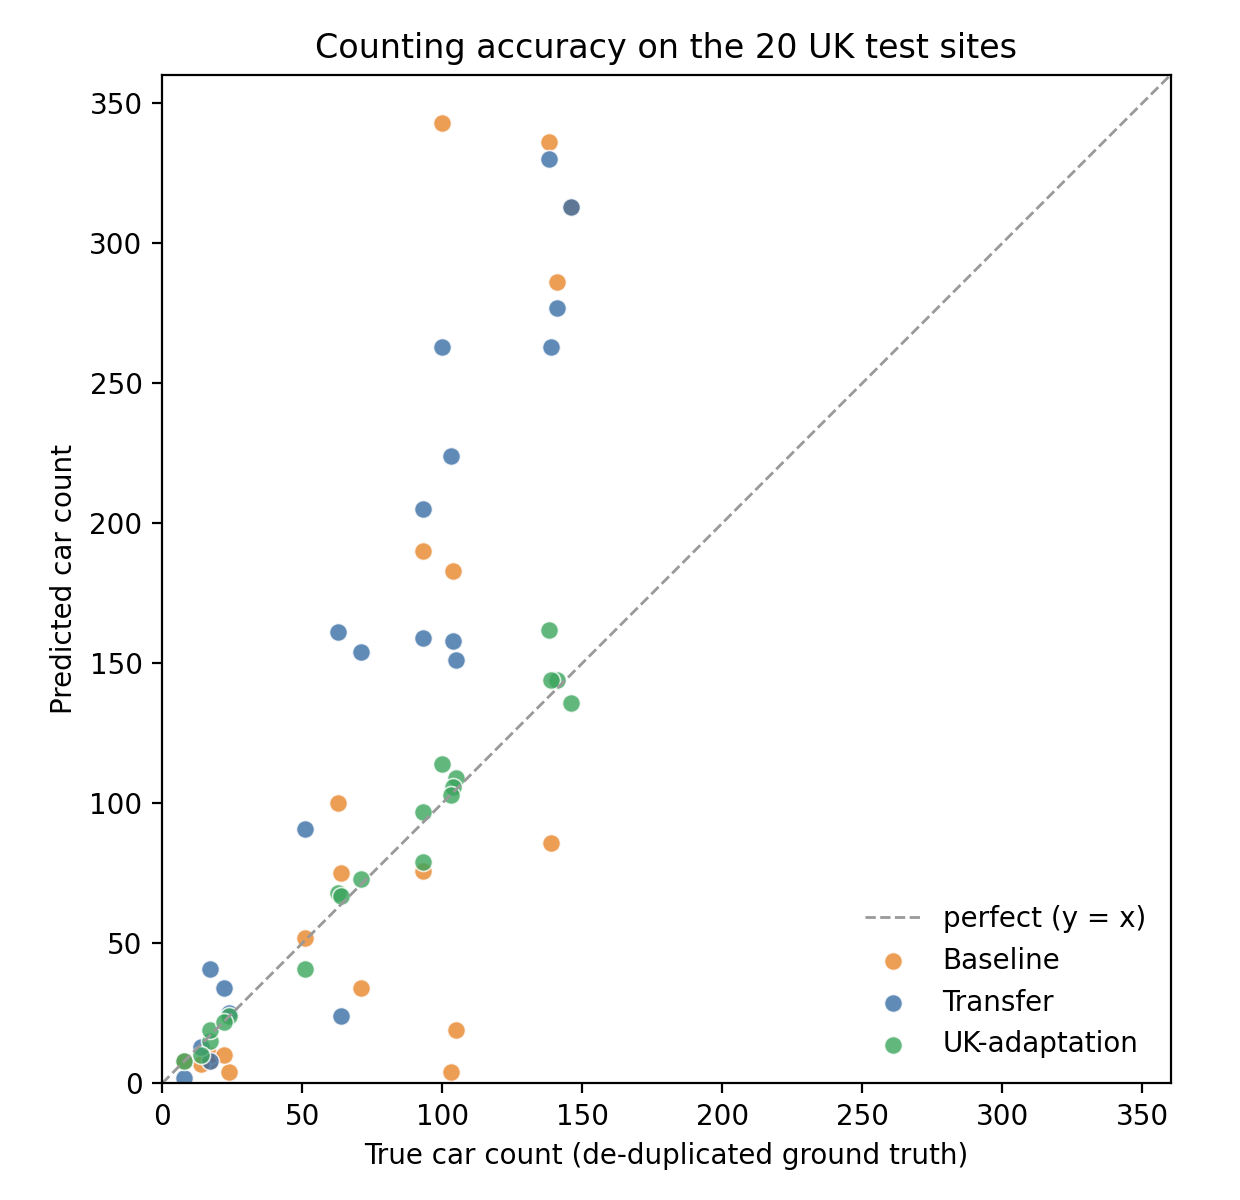 Counting accuracy on the 20 UK test sites
350
300
250
200
150
100
50
0
Predicted car count
perfect (y = x)
Baseline
Transfer
UK-adaptation
0 50 100 150 200 250 300 350
True car count (de-duplicated ground truth)